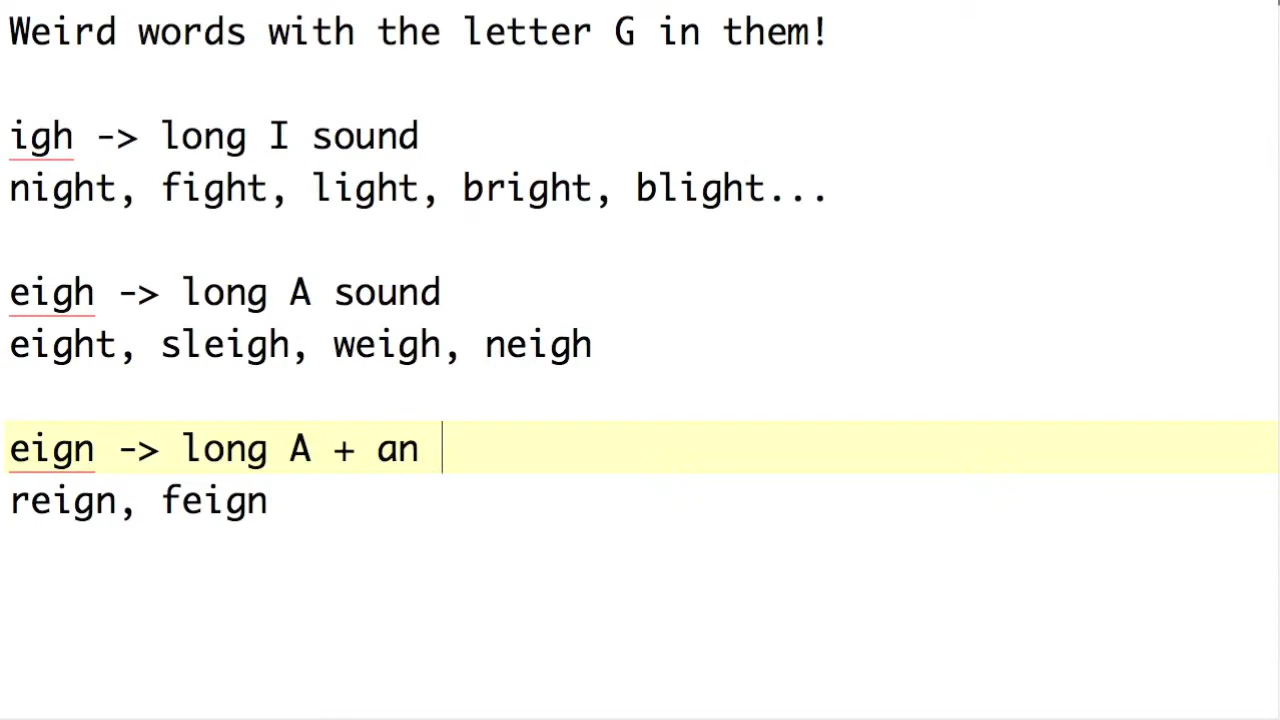 Weird words with the letter G in them!
igh -> long I sound
night, fight, light, bright, blight...
eigh -> long A sound
eight, sleigh, weigh, neigh
eign -> long A + an
reign, feign